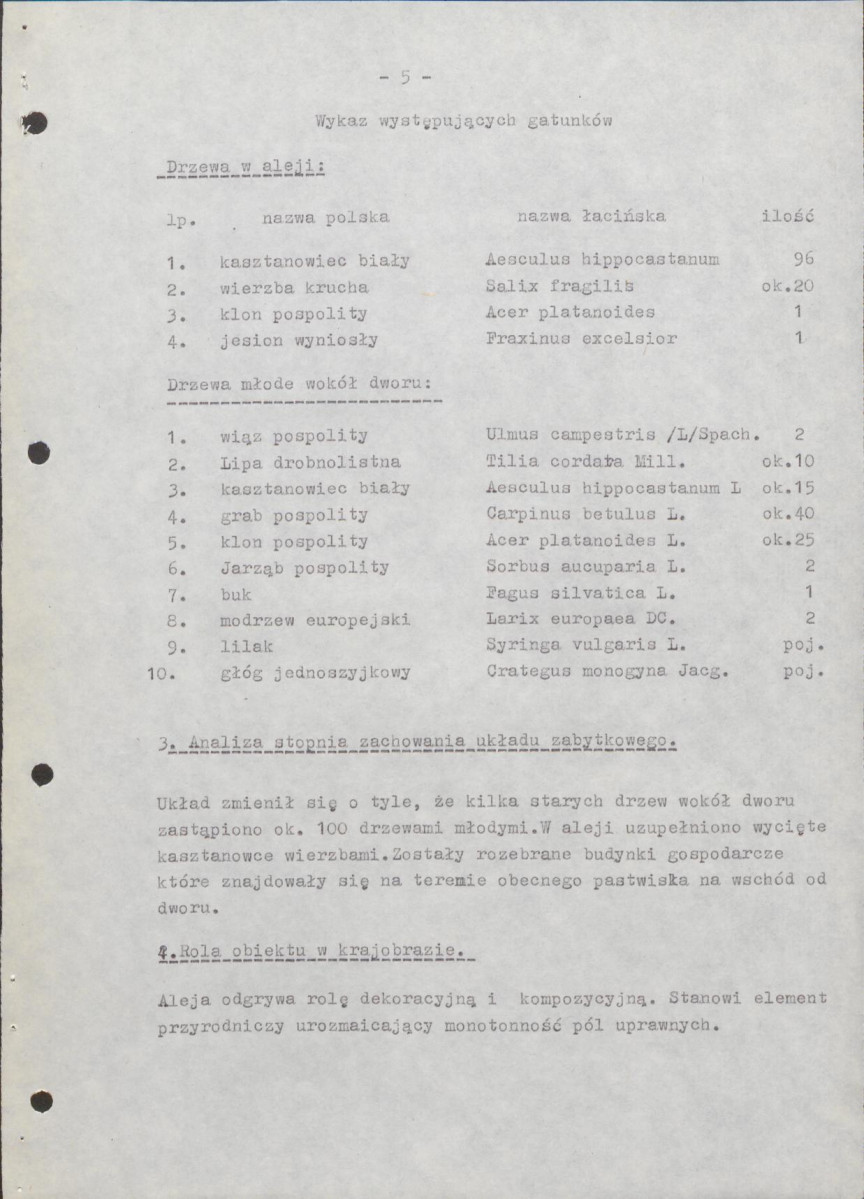 - 5 -
Wykaz występujących gatunków
Drzewa w aleji:
lp. nazwa polska nazwa łacińska ilość
1. kasztanowiec biały Aesculus hippocastanum 96
2. wierzba krucha Salix fragilis ok.20
3. klon pospolity Acer platanoides 1
4. jesion wyniosły Fraxinus excelsior 1
Drzewa młode wokół dworu:
1. wiąz pospolity Ulmus campestris /L/Spach. 2
2. Lipa drobnolistna Tilia cordata Mill. ok.10
3. kasztanowiec biały Aesculus hippocastanum L ok.15
4. grab pospolity Carpinus betulus L. ok.40
5. klon pospolity Acer platanoides L. ok.25
6. Jarząb pospolity Sorbus aucuparia L. 2
7. buk Fagus silvatica L. 1
8. modrzew europejski Larix europaea DC. 2
9. lilak Syringa vulgaris L. poj.
10. głóg jednoszyjkowy Crategus monogyna Jacg. poj.
3. Analiza stopnia zachowania układu zabytkowego.
Układ zmienił się o tyle, że kilka starych drzew wokół dworu
zastąpiono ok. 100 drzewami młodymi.W aleji uzupełniono wycięte
kasztanowce wierzbami.Zostały rozebrane budynki gospodarcze
które znajdowały się na teremie obecnego pastwiska na wschód od
dworu.
4.Rola obiektu w krajobrazie.
Aleja odgrywa rolę dekoracyjną i kompozycyjną. Stanowi element
przyrodniczy urozmaicający monotonność pól uprawnych.